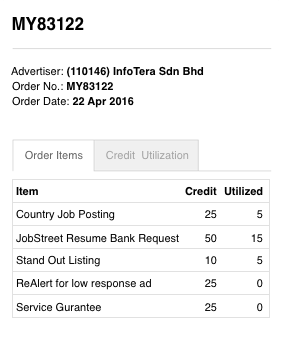 MY83122
Advertiser: (110146) InfoTera Sdn Bhd
Order No.: MY83122
Order Date: 22 Apr 2016
Order Items Credit Utilization
Item Credit Utilized
Country Job Posting 25 5
JobStreet Resume Bank Request 50 15
Stand Out Listing 10 5
ReAlert for low response ad 25 0
Service Gurantee 25 0